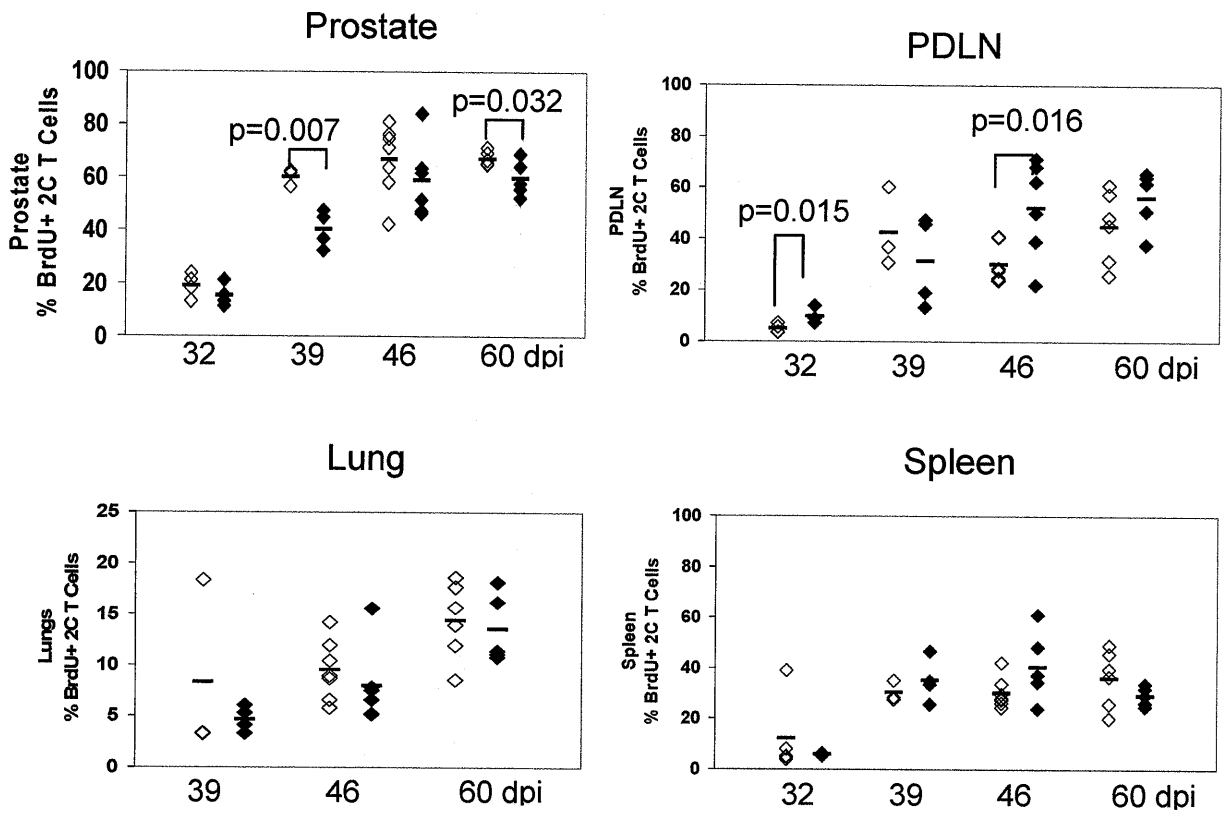 Prostate
Prostate
% BrdU+ 2C T Cells
100
80
60
40
20
0
p=0.007
p=0.032
32 39 46 60 dpi
PDLN
PDLN
% BrdU+ 2C T Cells
100
80
60
40
20
0
p=0.015
p=0.016
32 39 46 60 dpi
Lung
Lungs
% BrdU+ 2C T Cells
25
20
15
10
5
0
39 46 60 dpi
Spleen
Spleen
% BrdU+ 2C T Cells
100
80
60
40
20
0
32 39 46 60 dpi